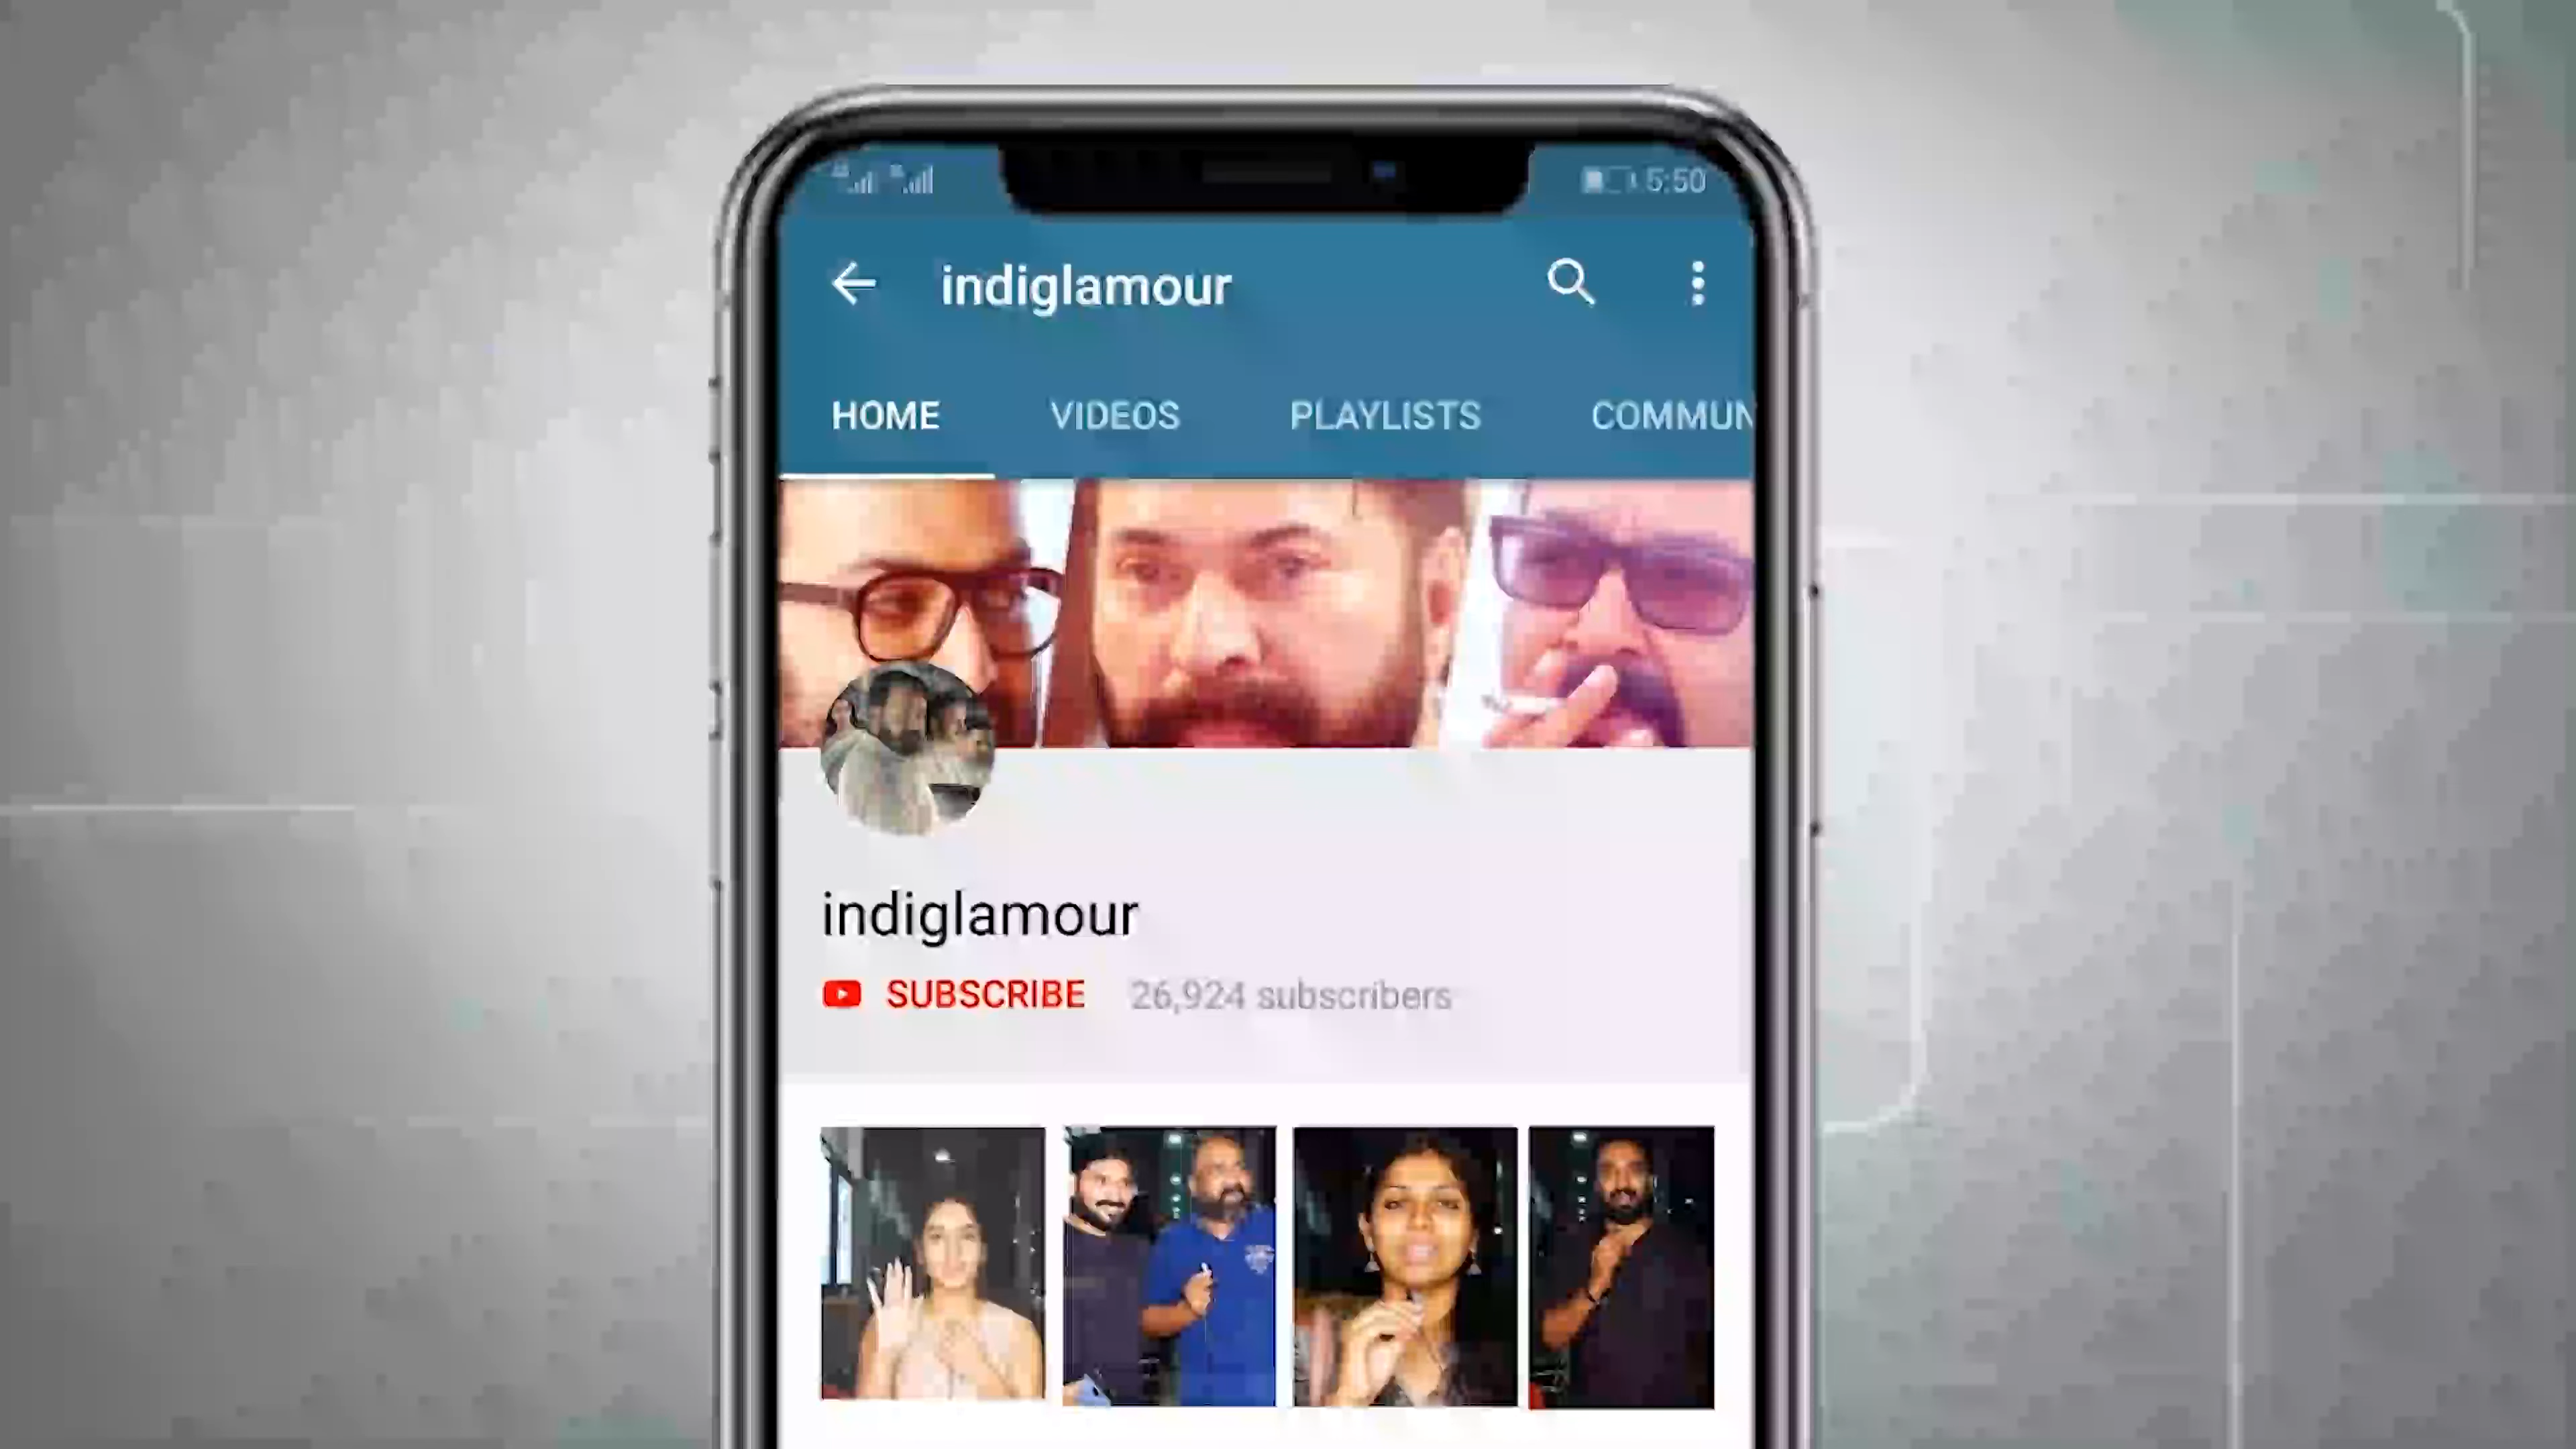 5:50
indiglamour
HOME VIDEOS PLAYLISTS COMMUN
indiglamour
SUBSCRIBE 26,924 subscribers